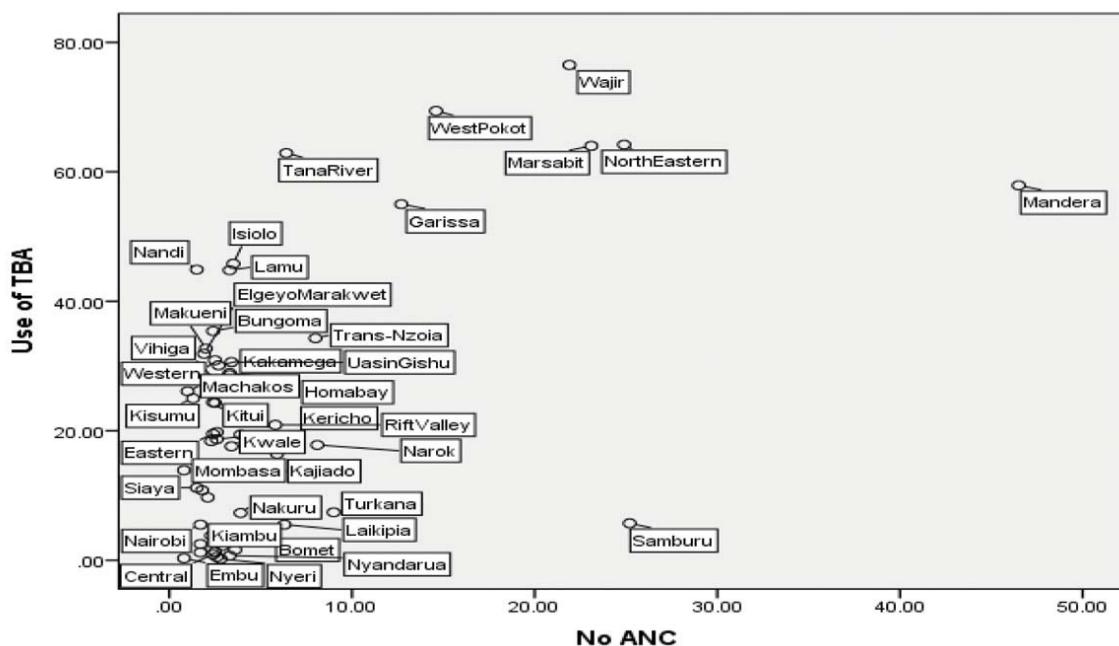 80.00
Wajir
WestPokot
Marsabit
NorthEastern
60.00
TanaRiver
Mandera
Garissa
Isiolo
Nandi
Lamu
ElgeyoMarakwet
40.00
Makueni
Bungoma
Trans-Nzoia
Vihiga
Kakamega
UasinGishu
Western
Machakos
Homabay
Kisumu
Kitui
Kericho
RiftValley
20.00
Eastern
Kwale
Narok
Mombasa
Kajiado
Siaya
Nakuru
Turkana
Laikipia
Nairobi
Kiambu
Samburu
Bomet
.00
Nyandarua
Central
Embu
Nyeri
Use of TBA
.00 10.00 20.00 30.00 40.00 50.00
No ANC